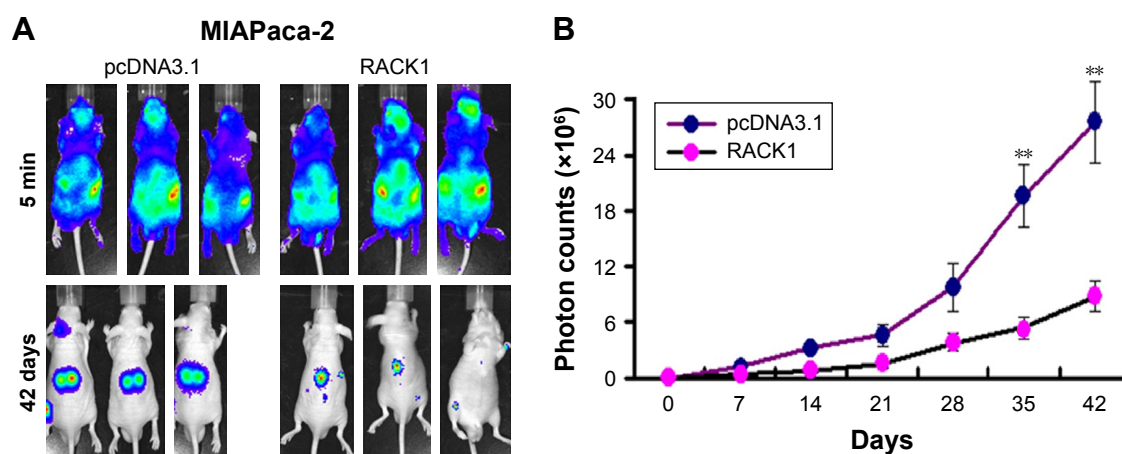 A
MIAPaca-2
pcDNA3.1 RACK1
5 min
42 days
B
Photon counts (×10⁶)
30
24
18
12
6
0
pcDNA3.1
RACK1
**
**
0 7 14 21 28 35 42
Days